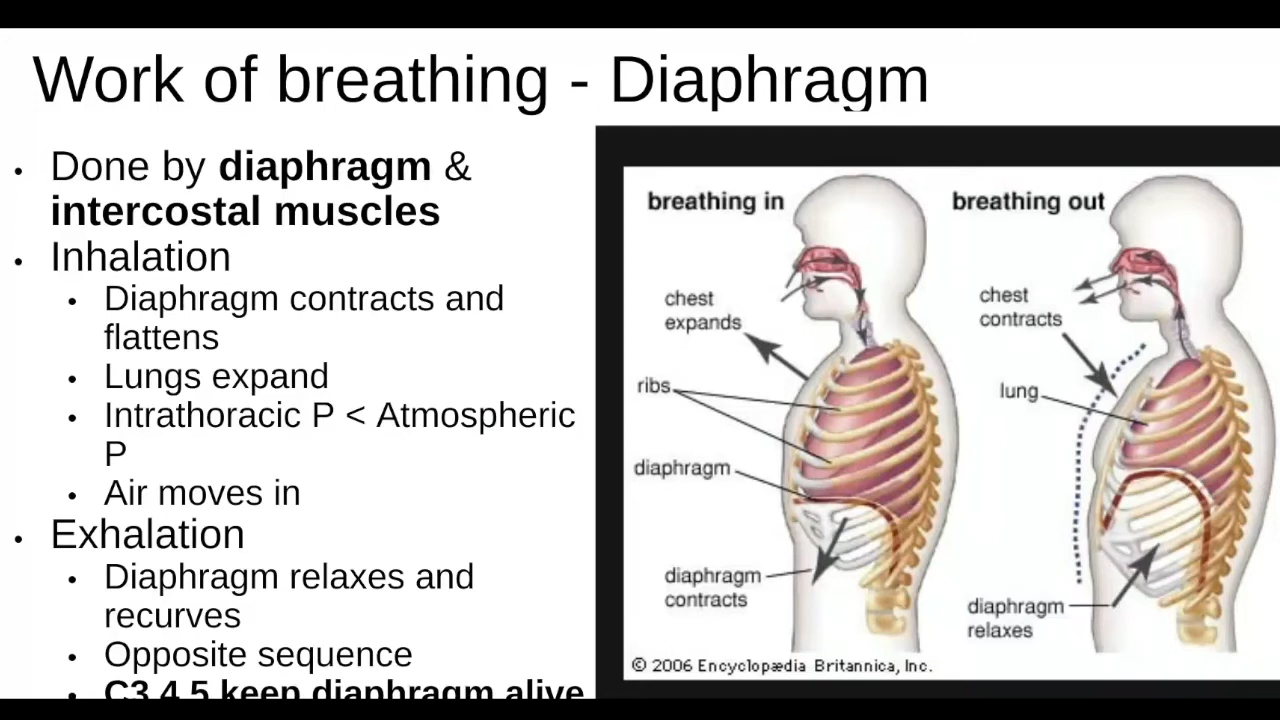 Work of breathing - Diaphragm
• Done by diaphragm &
intercostal muscles
• Inhalation
• Diaphragm contracts and
flattens
• Lungs expand
• Intrathoracic P < Atmospheric
P
• Air moves in
• Exhalation
• Diaphragm relaxes and
recurves
• Opposite sequence
• C3 4 5 keep diaphragm alive
breathing in
chest
expands
ribs
diaphragm
diaphragm
contracts
breathing out
chest
contracts
lung
diaphragm
relaxes
© 2006 Encyclopædia Britannica, Inc.